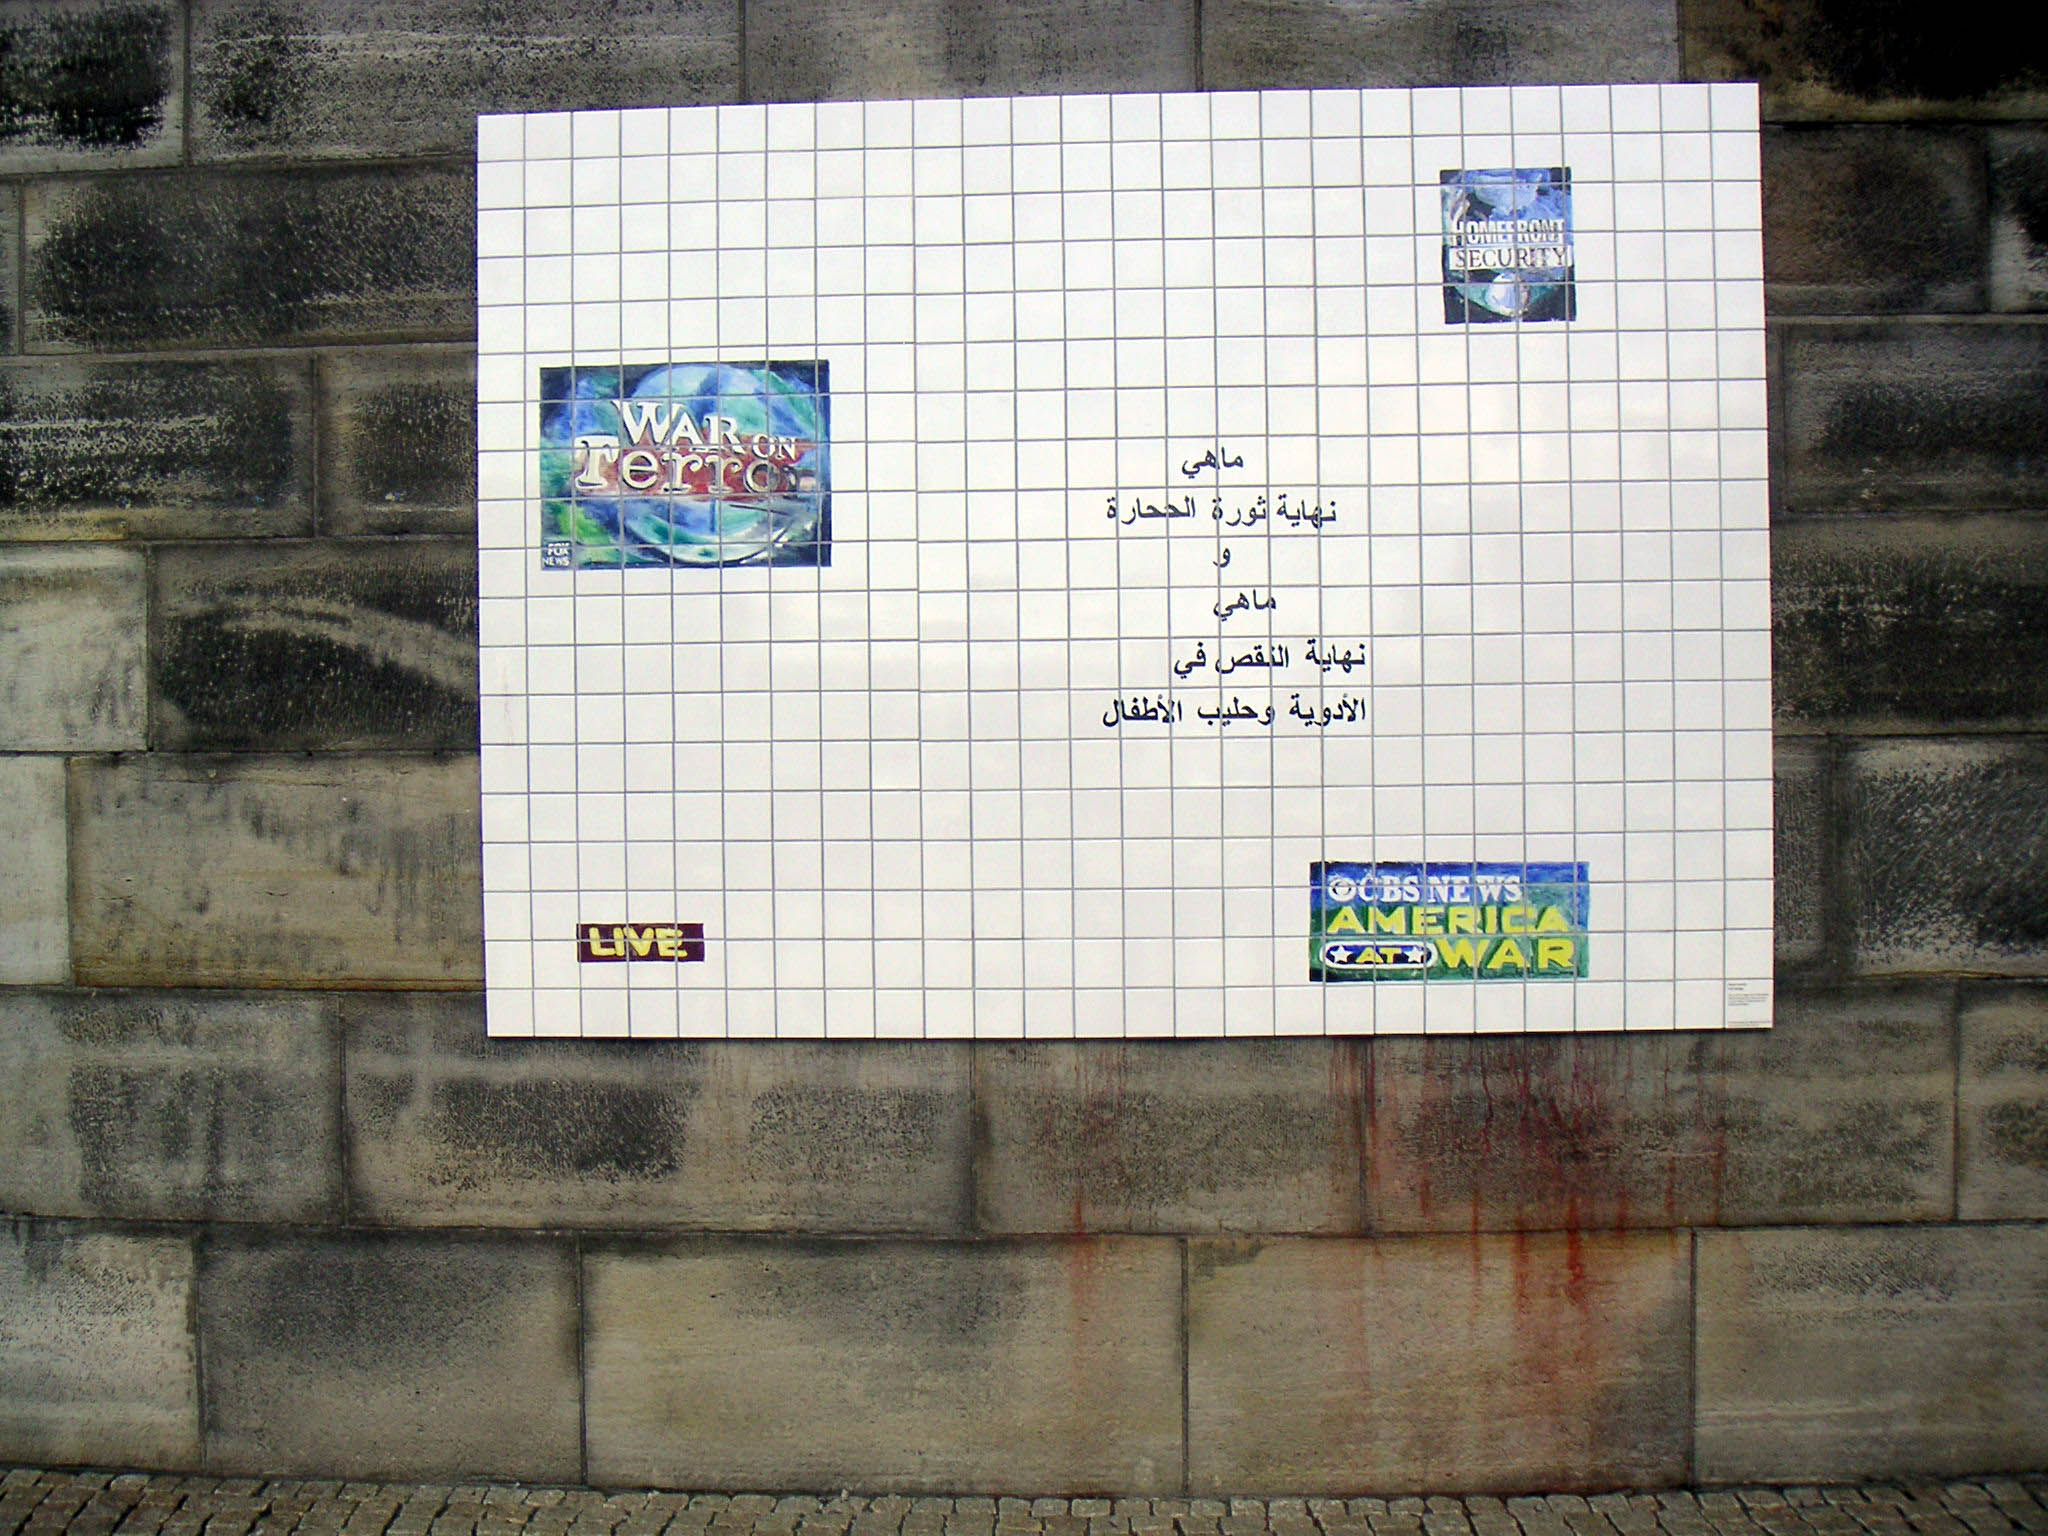 HOMEFRONT
SECURITY
WAR ON
Terror
FOX
NEWS
ماهي
نهاية ثورة الححارة
و
ماهي
نهاية النقص في
الأدوية وحليب الأطفال
CBS NEWS
AMERICA
AT WAR
LIVE